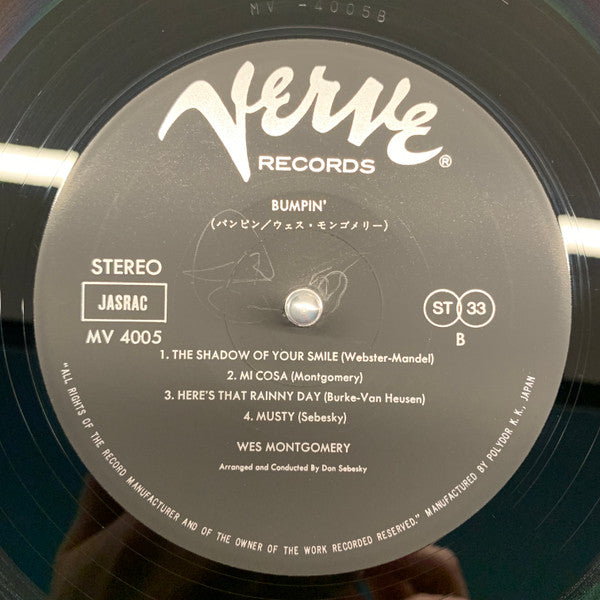 MV -4005B
Verve
RECORDS ®
BUMPIN'
(バンピン/ウェス・モンゴメリー)
STEREO
JASRAC
MV 4005
ST 33
B
1. THE SHADOW OF YOUR SMILE (Webster-Mandel)
2. MI COSA (Montgomery)
3. HERE'S THAT RAINNY DAY (Burke-Van Heusen)
4. MUSTY (Sebesky)
WES MONTGOMERY
Arranged and Conducted By Don Sebesky
"ALL RIGHTS OF THE RECORD MANUFACTURER AND OF THE OWNER OF THE WORK RECORDED RESERVED." MANUFACTURED BY POLYDOR K. K., JAPAN